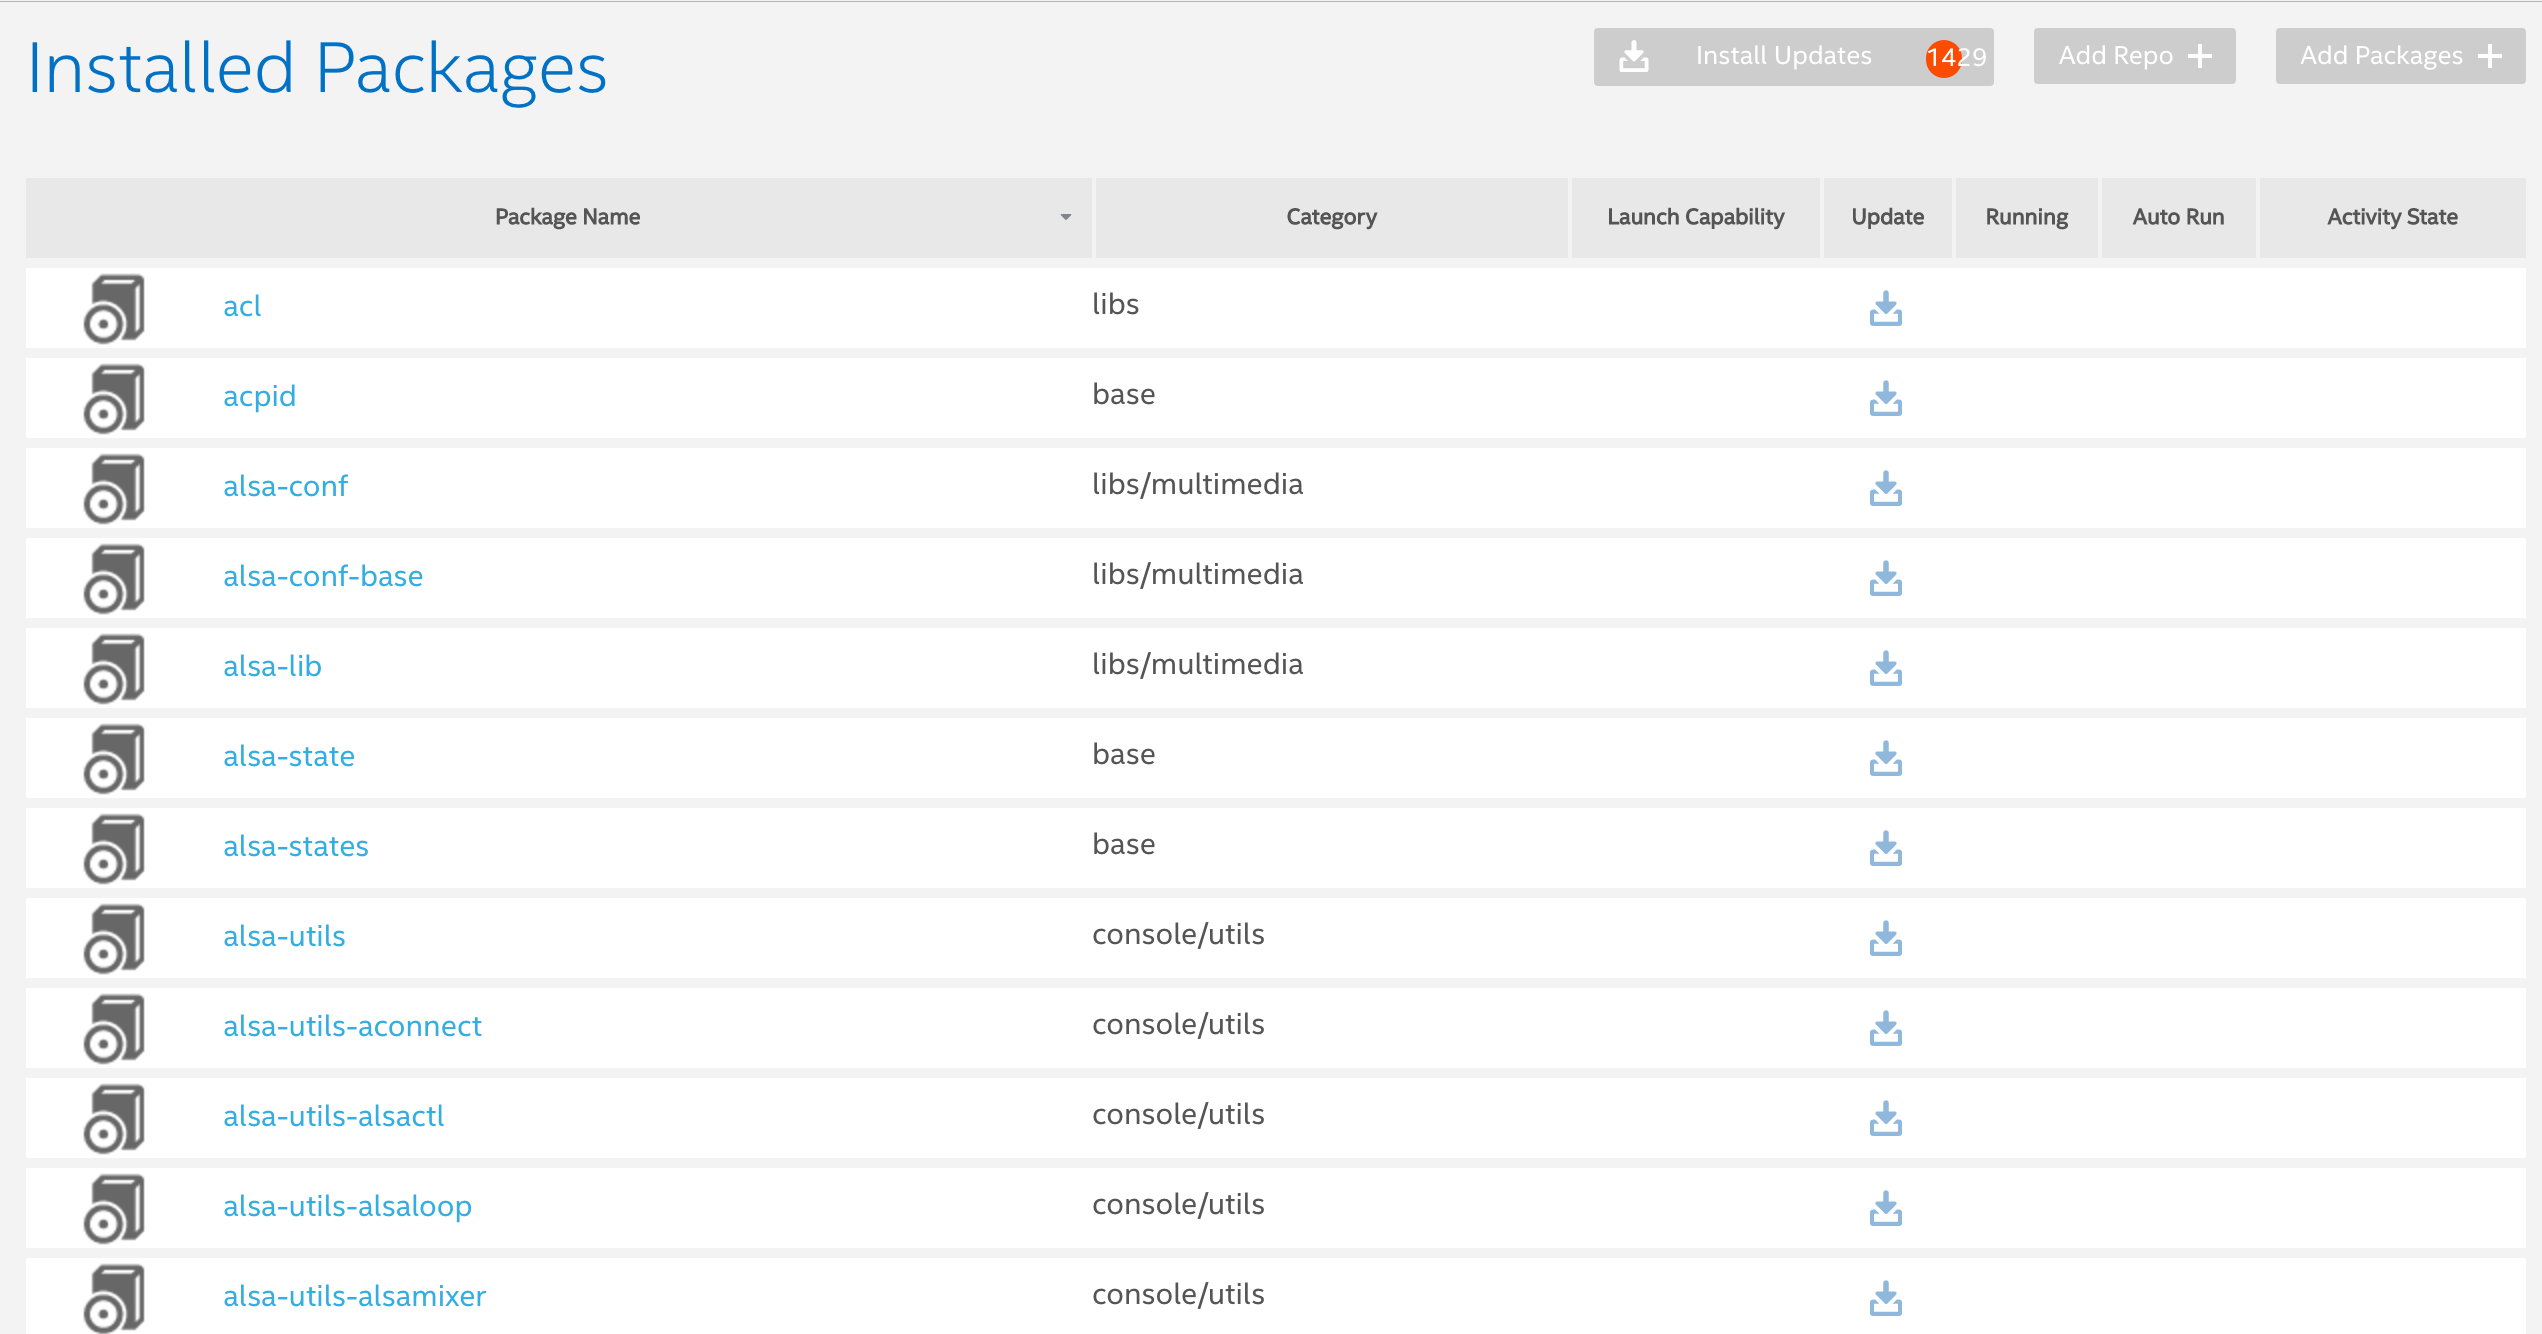 Installed Packages
Install Updates 1429 Add Repo Add Packages
Package Name Category Launch Capability Update Running Auto Run Activity State
acl libs
acpid base
alsa-conf libs/multimedia
alsa-conf-base libs/multimedia
alsa-lib libs/multimedia
alsa-state base
alsa-states base
alsa-utils console/utils
alsa-utils-aconnect console/utils
alsa-utils-alsactl console/utils
alsa-utils-alsaloop console/utils
alsa-utils-alsamixer console/utils